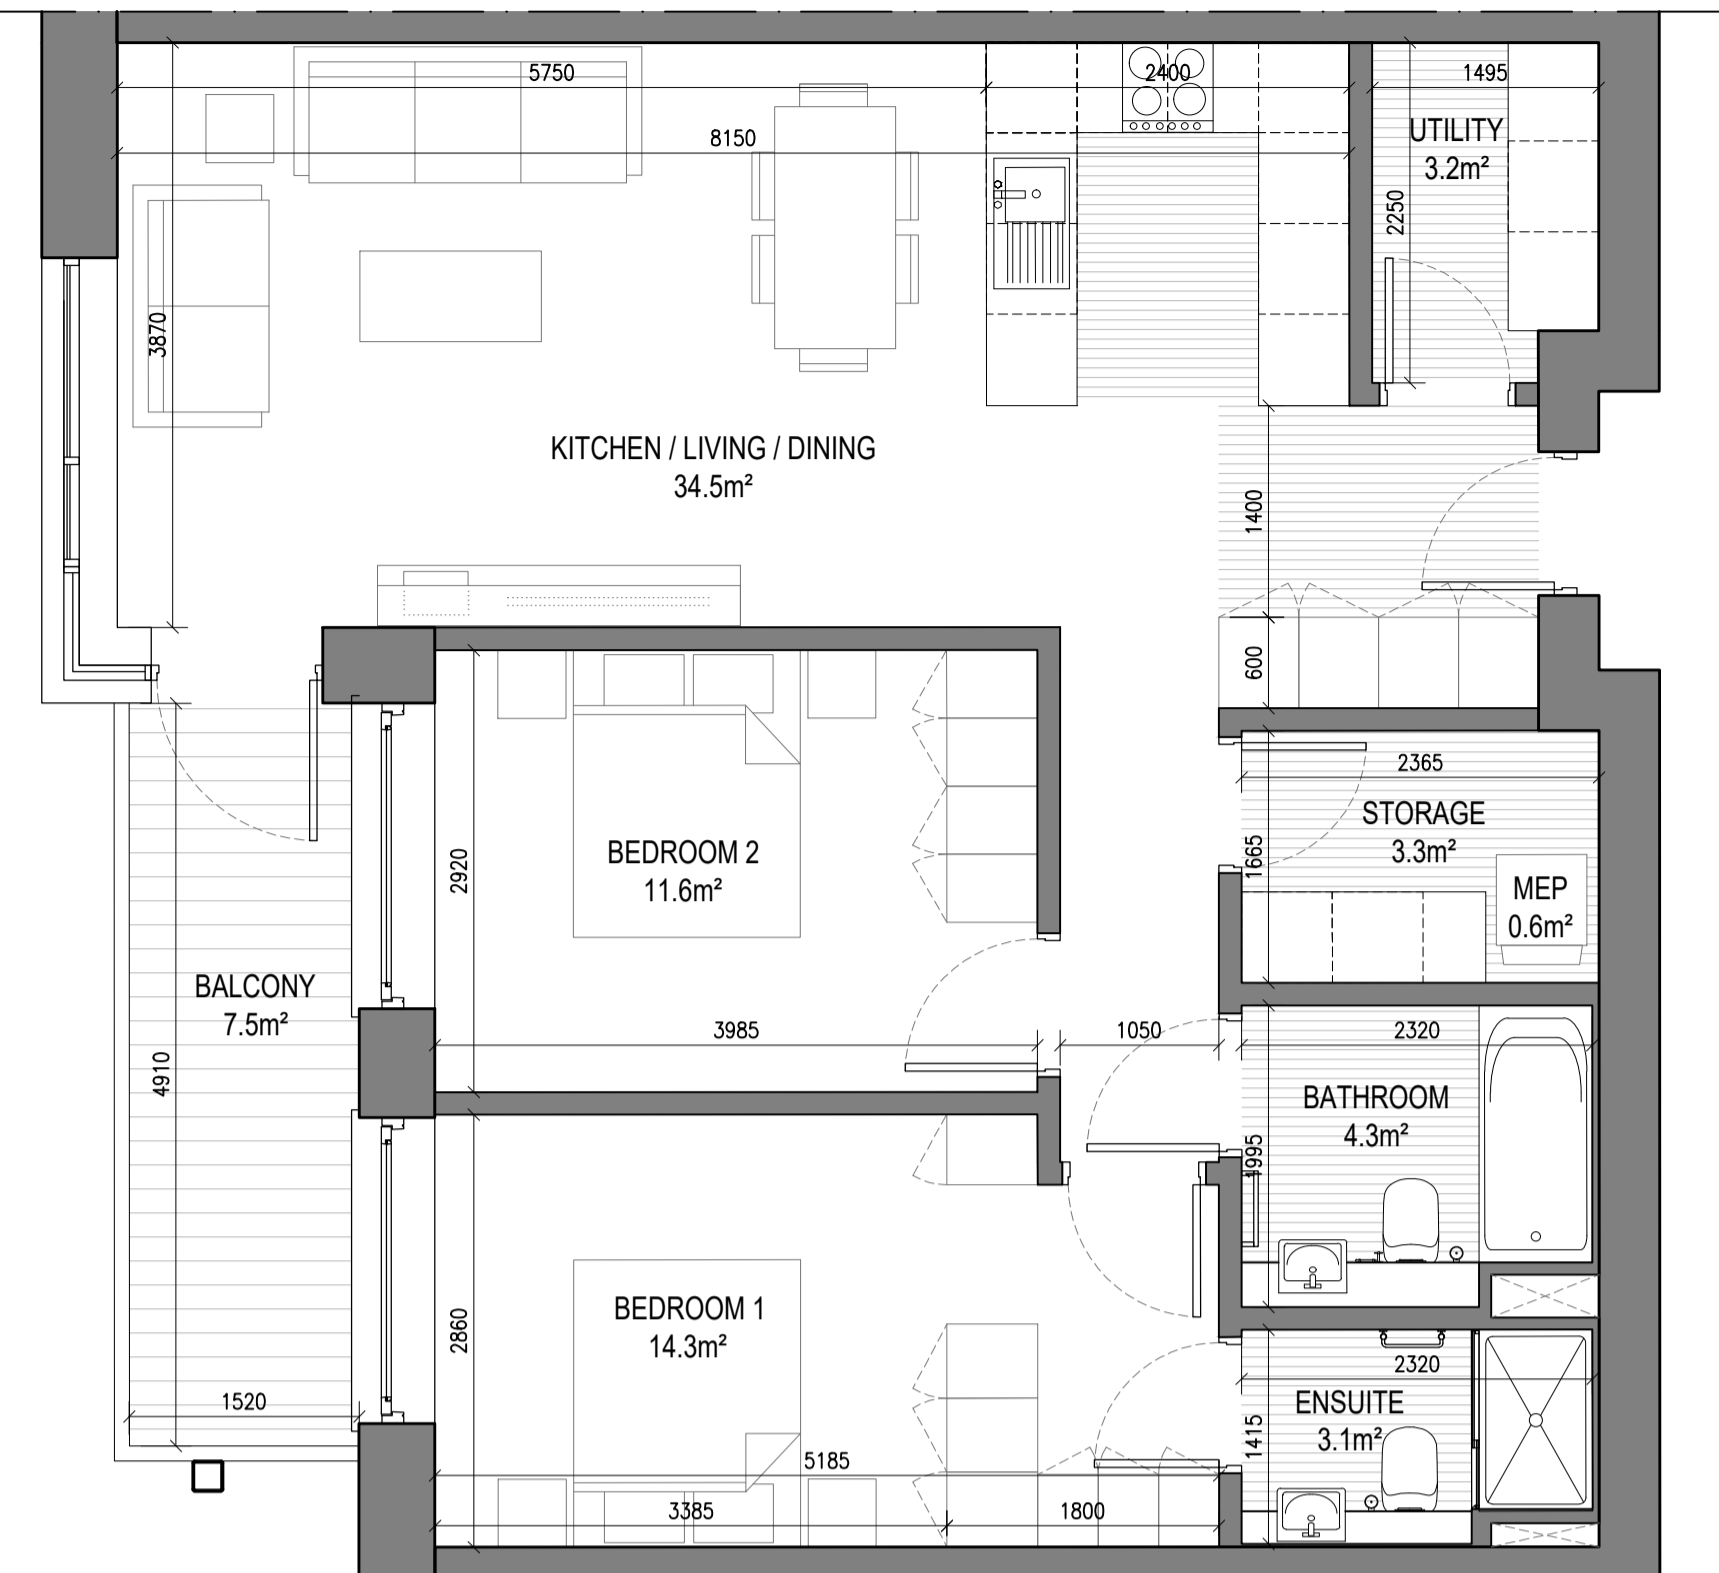 5750
2400
1495
8150
UTILITY
3.2m²
2250
3870
KITCHEN / LIVING / DINING
34.5m²
1400
600
2365
STORAGE
3.3m²
1665
MEP
0.6m²
BEDROOM 2
11.6m²
2920
BALCONY
7.5m²
4910
3985
1050
2320
BATHROOM
4.3m²
1995
BEDROOM 1
14.3m²
2860
2320
ENSUITE
3.1m²
1415
1520
5185
3385
1800